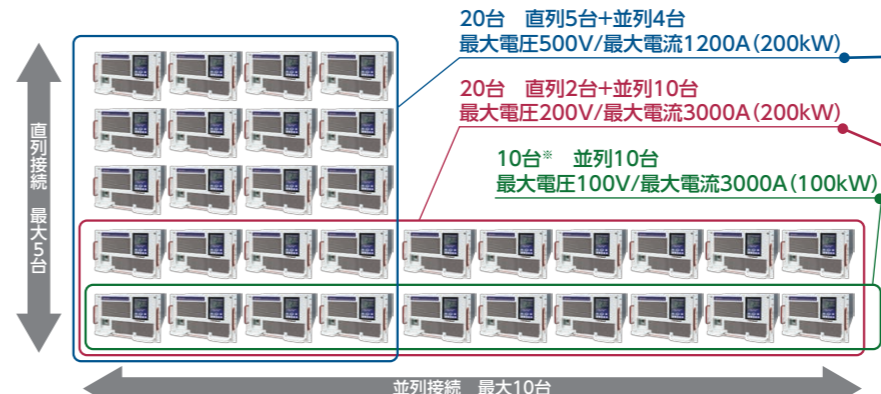 20台 直列5台+並列4台
最大電圧500V/最大電流1200A(200kW)
20台 直列2台+並列10台
最大電圧200V/最大電流3000A(200kW)
10台※ 並列10台
最大電圧100V/最大電流3000A(100kW)
直列接続 最大5台
並列接続 最大10台